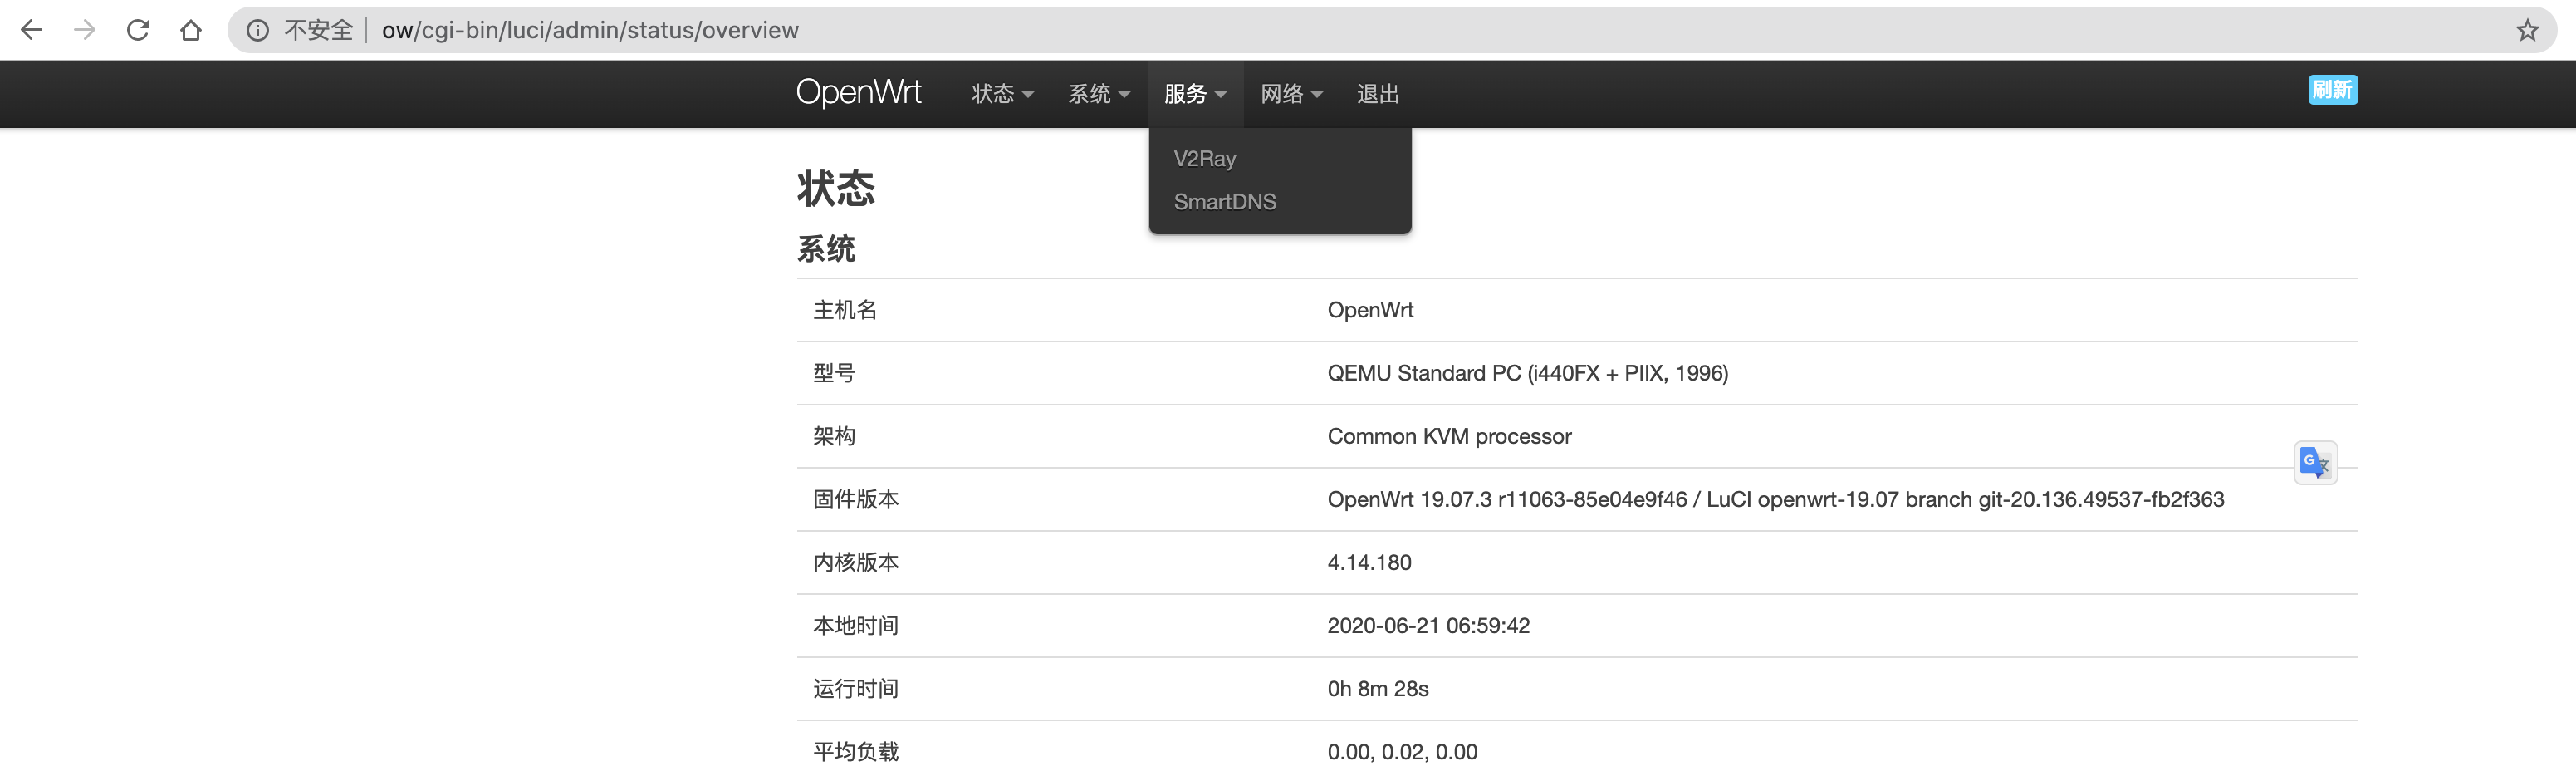 不安全 ow/cgi-bin/luci/admin/status/overview
OpenWrt 状态 系统 服务 网络 退出 刷新
V2Ray
SmartDNS
状态
系统
主机名 OpenWrt
型号 QEMU Standard PC (i440FX + PIIX, 1996)
架构 Common KVM processor
固件版本 OpenWrt 19.07.3 r11063-85e04e9f46 / LuCI openwrt-19.07 branch git-20.136.49537-fb2f363
内核版本 4.14.180
本地时间 2020-06-21 06:59:42
运行时间 0h 8m 28s
平均负载 0.00, 0.02, 0.00